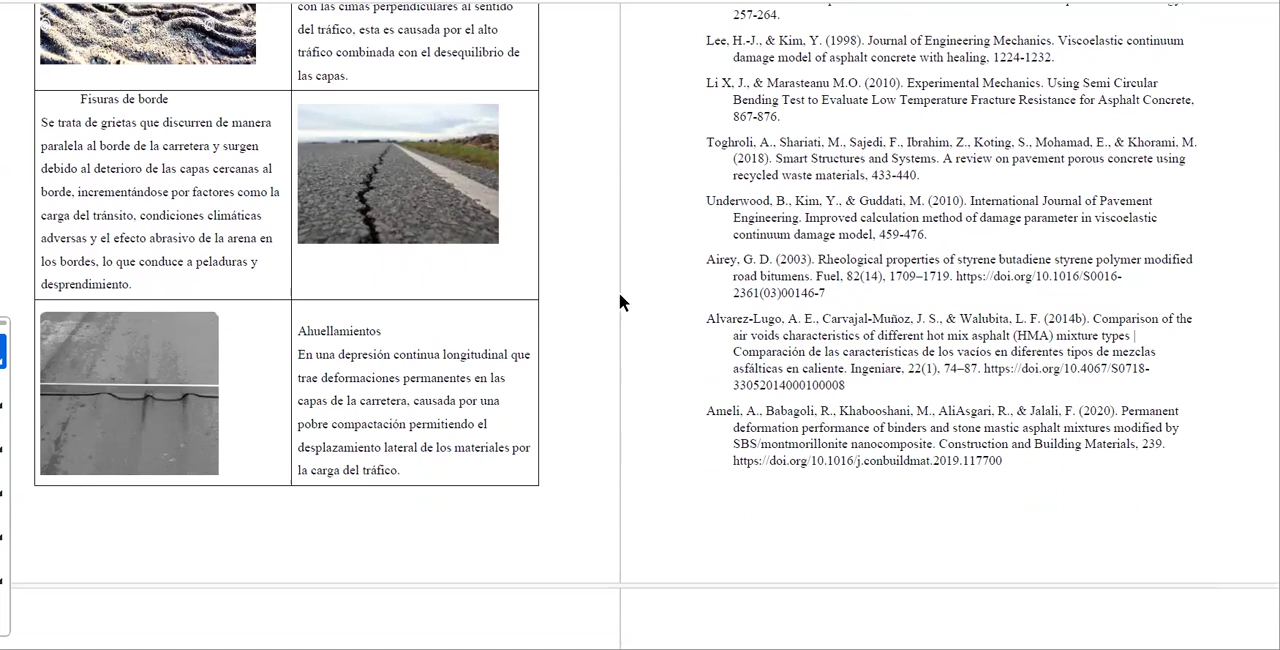 con las cimas perpendiculares al sentido
del tráfico, esta es causada por el alto
tráfico combinada con el desequilibrio de
las capas.
Fisuras de borde
Se trata de grietas que discurren de manera
paralela al borde de la carretera y surgen
debido al deterioro de las capas cercanas al
borde, incrementándose por factores como la
carga del tránsito, condiciones climáticas
adversas y el efecto abrasivo de la arena en
los bordes, lo que conduce a peladuras y
desprendimiento.
Ahuellamientos
En una depresión continua longitudinal que
trae deformaciones permanentes en las
capas de la carretera, causada por una
pobre compactación permitiendo el
desplazamiento lateral de los materiales por
la carga del tráfico.
257-264.
Lee, H.-J., & Kim, Y. (1998). Journal of Engineering Mechanics. Viscoelastic continuum
damage model of asphalt concrete with healing, 1224-1232.
Li X, J., & Marasteanu M.O. (2010). Experimental Mechanics. Using Semi Circular
Bending Test to Evaluate Low Temperature Fracture Resistance for Asphalt Concrete,
867-876.
Toghroli, A., Shariati, M., Sajedi, F., Ibrahim, Z., Koting, S., Mohamad, E., & Khorami, M.
(2018). Smart Structures and Systems. A review on pavement porous concrete using
recycled waste materials, 433-440.
Underwood, B., Kim, Y., & Guddati, M. (2010). International Journal of Pavement
Engineering. Improved calculation method of damage parameter in viscoelastic
continuum damage model, 459-476.
Airey, G. D. (2003). Rheological properties of styrene butadiene styrene polymer modified
road bitumens. Fuel, 82(14), 1709–1719. https://doi.org/10.1016/S0016-
2361(03)00146-7
Alvarez-Lugo, A. E., Carvajal-Muñoz, J. S., & Walubita, L. F. (2014b). Comparison of the
air voids characteristics of different hot mix asphalt (HMA) mixture types |
Comparación de las características de los vacíos en diferentes tipos de mezclas
asfálticas en caliente. Ingeniare, 22(1), 74–87. https://doi.org/10.4067/S0718-
33052014000100008
Ameli, A., Babagoli, R., Khabooshani, M., AliAsgari, R., & Jalali, F. (2020). Permanent
deformation performance of binders and stone mastic asphalt mixtures modified by
SBS/montmorillonite nanocomposite. Construction and Building Materials, 239.
https://doi.org/10.1016/j.conbuildmat.2019.117700